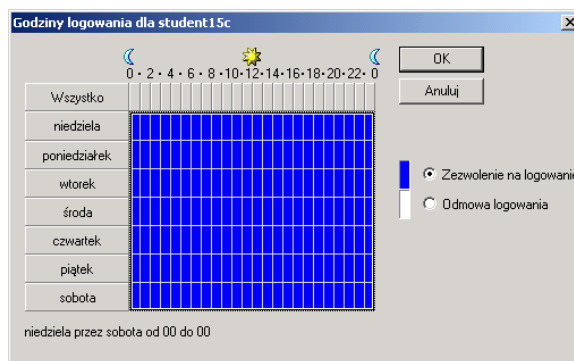 Godziny logowania dla student15c
0 · 2 · 4 · 6 · 8 · 10 · 12 · 14 · 16 · 18 · 20 · 22 · 0
OK
Anuluj
Wszystko
niedziela
poniedziałek
wtorek
środa
czwartek
piątek
sobota
Zezwolenie na logowanie
Odmowa logowania
niedziela przez sobota od 00 do 00